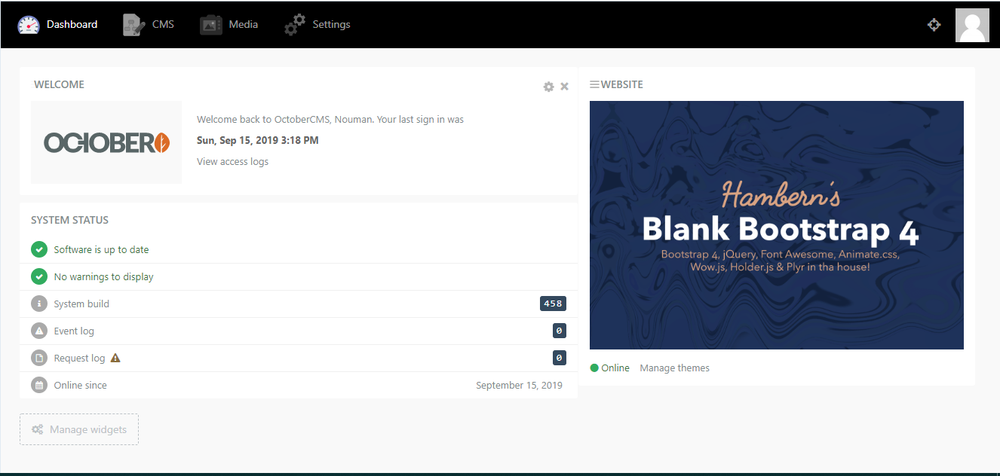 Dashboard
CMS
Media
Settings
WELCOME
OCTOBER
Welcome back to OctoberCMS, Nouman. Your last sign in was
Sun, Sep 15, 2019 3:18 PM
View access logs
SYSTEM STATUS
Software is up to date
No warnings to display
System build 458
Event log 0
Request log 0
Online since September 15, 2019
Manage widgets
WEBSITE
Hambern's
Blank Bootstrap 4
Bootstrap 4, jQuery, Font Awesome, Animate.css,
Wow.js, Holder.js & Plyr in tha house!
Online Manage themes